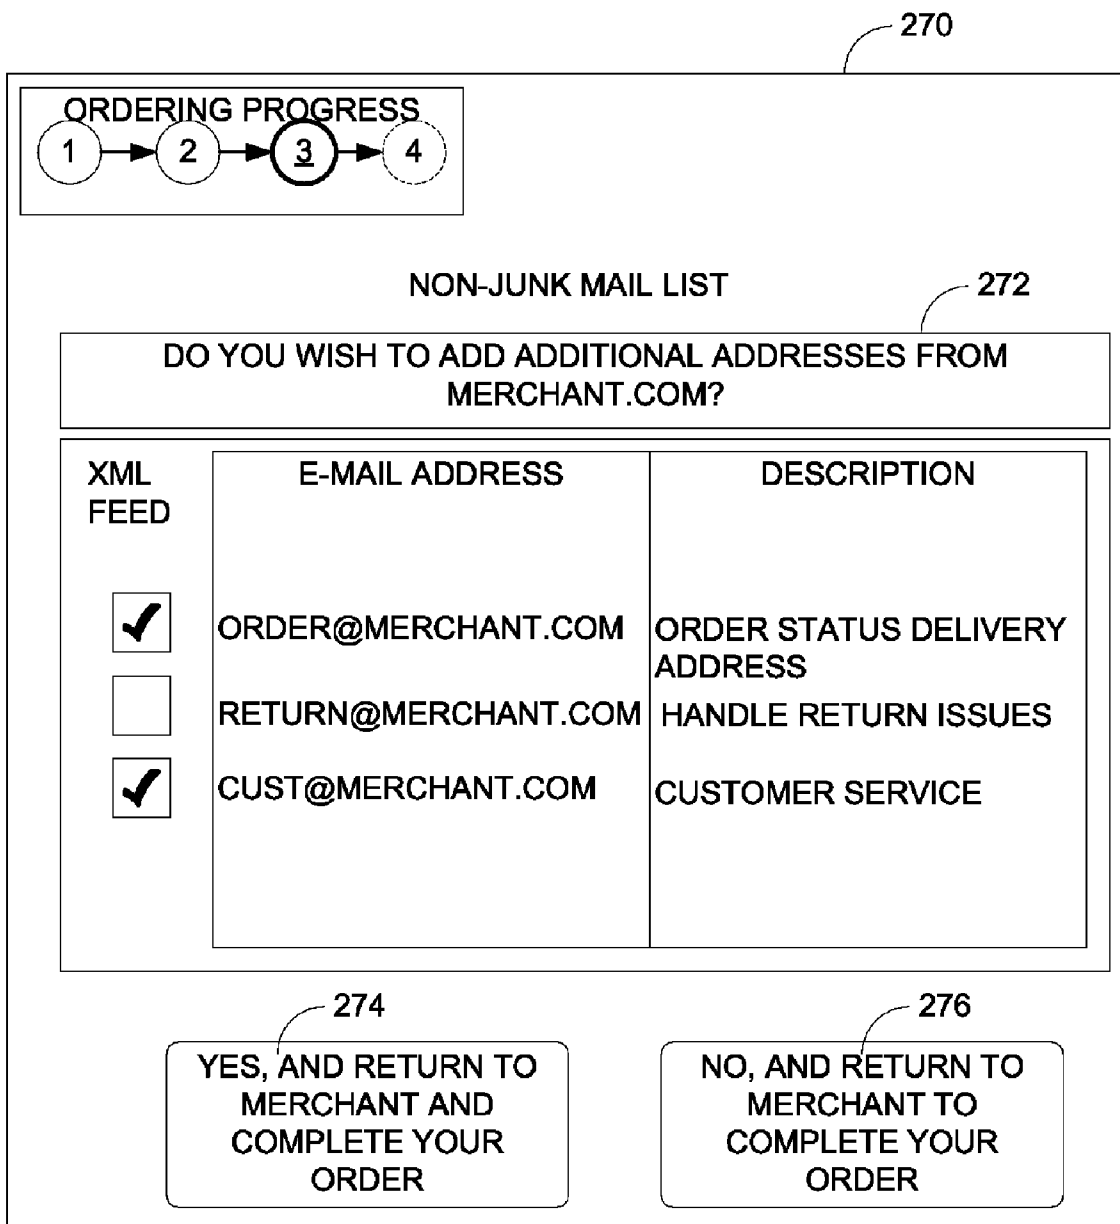 270
ORDERING PROGRESS
1 2 3 4
NON-JUNK MAIL LIST
272
DO YOU WISH TO ADD ADDITIONAL ADDRESSES FROM
MERCHANT.COM?
XML
FEED
E-MAIL ADDRESS
DESCRIPTION
ORDER@MERCHANT.COM
ORDER STATUS DELIVERY
ADDRESS
RETURN@MERCHANT.COM
HANDLE RETURN ISSUES
CUST@MERCHANT.COM
CUSTOMER SERVICE
274
YES, AND RETURN TO
MERCHANT AND
COMPLETE YOUR
ORDER
276
NO, AND RETURN TO
MERCHANT TO
COMPLETE YOUR
ORDER